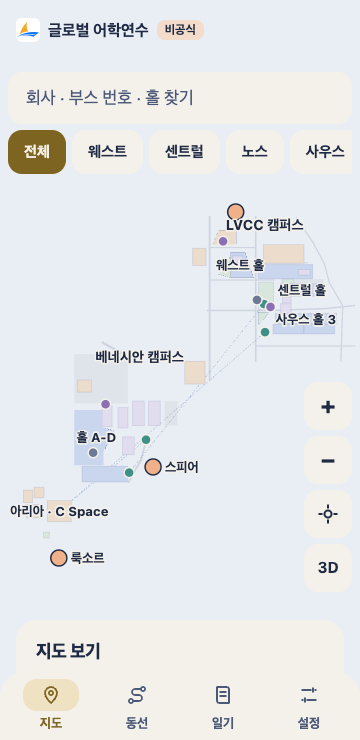 글로벌 어학연수 비공식
회사 · 부스 번호 · 홀 찾기
전체 웨스트 센트럴 노스 사우스
LVCC 캠퍼스
웨스트 홀
센트럴 홀
사우스 홀 3
베네시안 캠퍼스
홀 A-D
스피어
아리아 · C Space
룩소르
+
−
3D
지도 보기
지도 동선 일기 설정